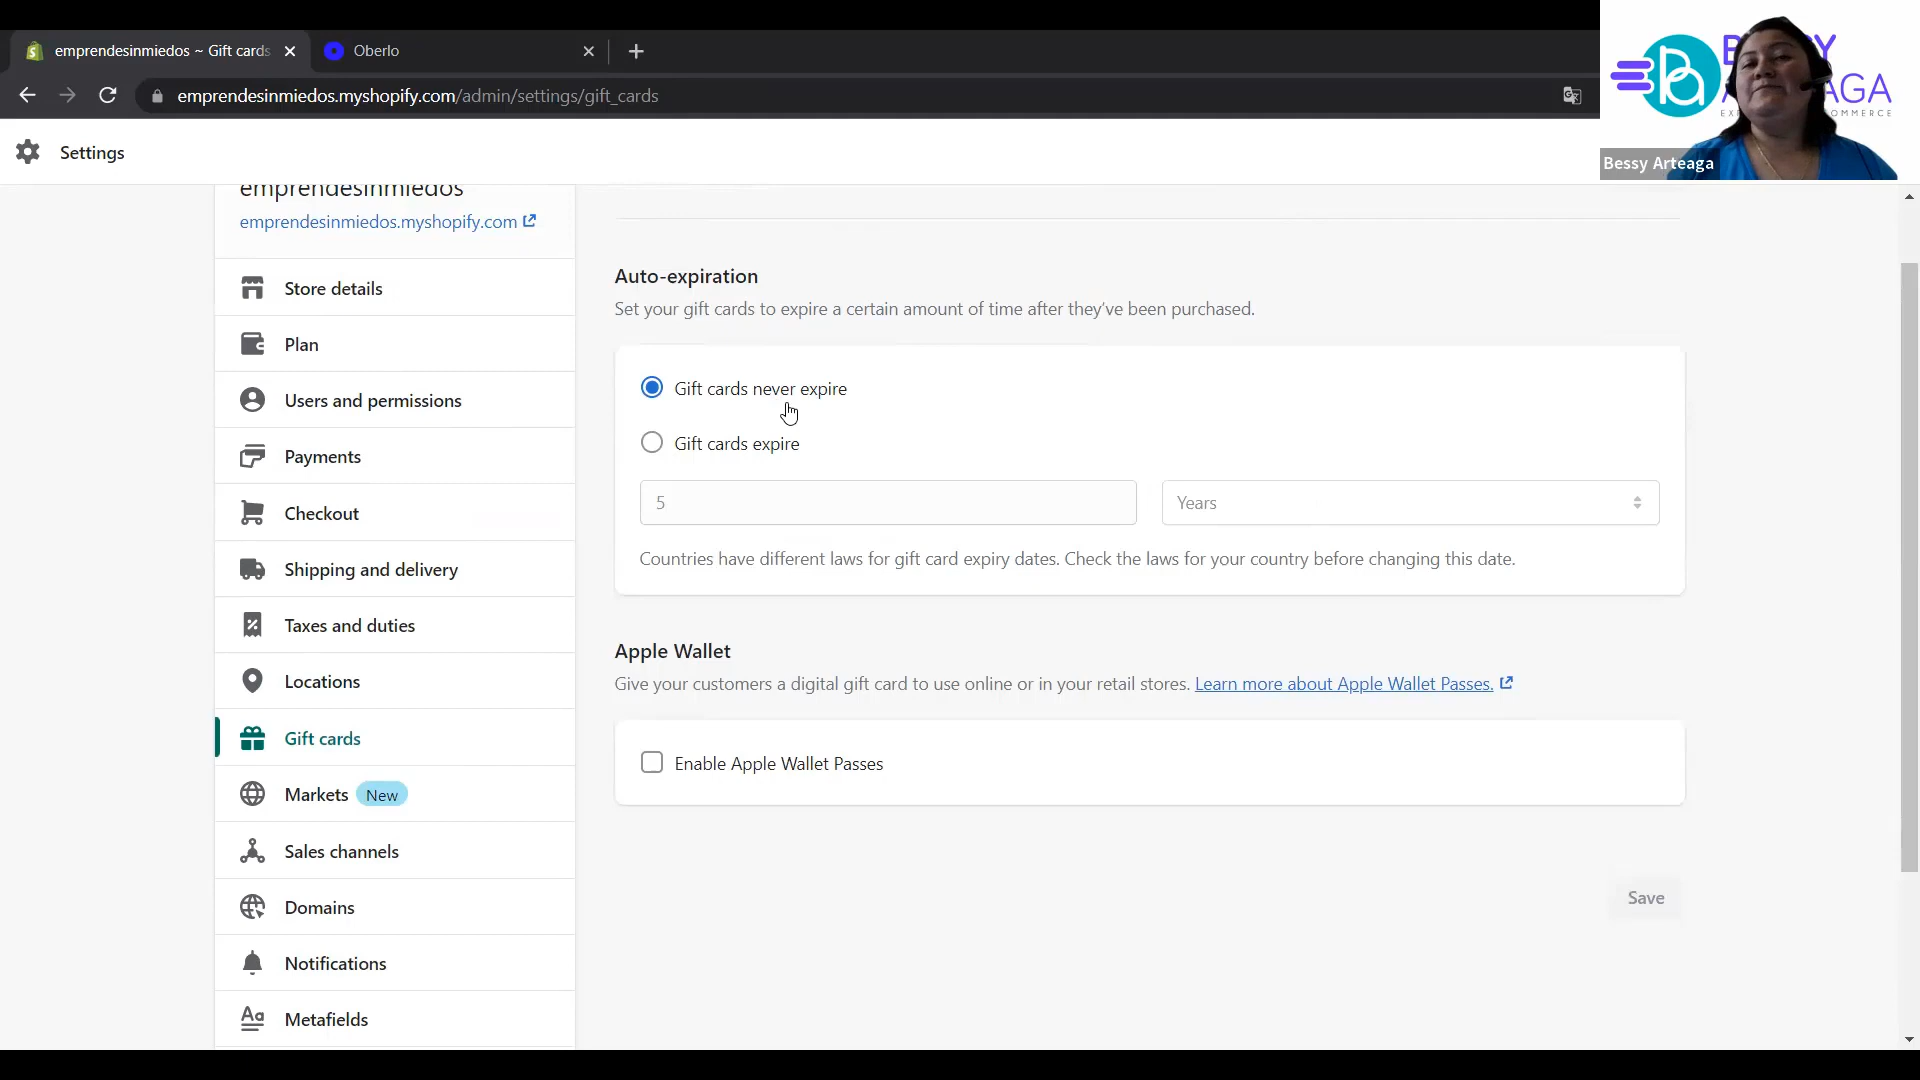 emprendesinmiedos ~ Gift cards
Oberlo
emprendesinmiedos.myshopify.com/admin/settings/gift_cards
Bessy Arteaga
Settings
emprendesinmiedos
emprendesinmiedos.myshopify.com
Store details
Plan
Users and permissions
Payments
Checkout
Shipping and delivery
Taxes and duties
Locations
Gift cards
Markets New
Sales channels
Domains
Notifications
Metafields
Auto-expiration
Set your gift cards to expire a certain amount of time after they've been purchased.
Gift cards never expire
Gift cards expire
5
Years
Countries have different laws for gift card expiry dates. Check the laws for your country before changing this date.
Apple Wallet
Give your customers a digital gift card to use online or in your retail stores. Learn more about Apple Wallet Passes.
Enable Apple Wallet Passes
Save